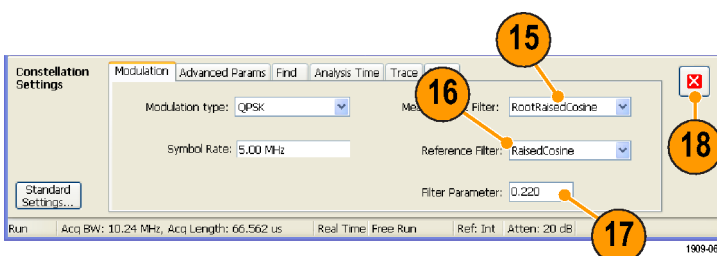 15
Constellation Settings
Modulation Advanced Params Find Analysis Time Trace
16
Modulation type: QPSK
Filter: RootRaisedCosine
18
Symbol Rate: 5.00 MHz
Reference Filter: RaisedCosine
Standard Settings...
Filter Parameter: 0.220
17
Run Acq BW: 10.24 MHz, Acq Length: 66.562 us Real Time Free Run Ref: Int Atten: 20 dB
1909-06